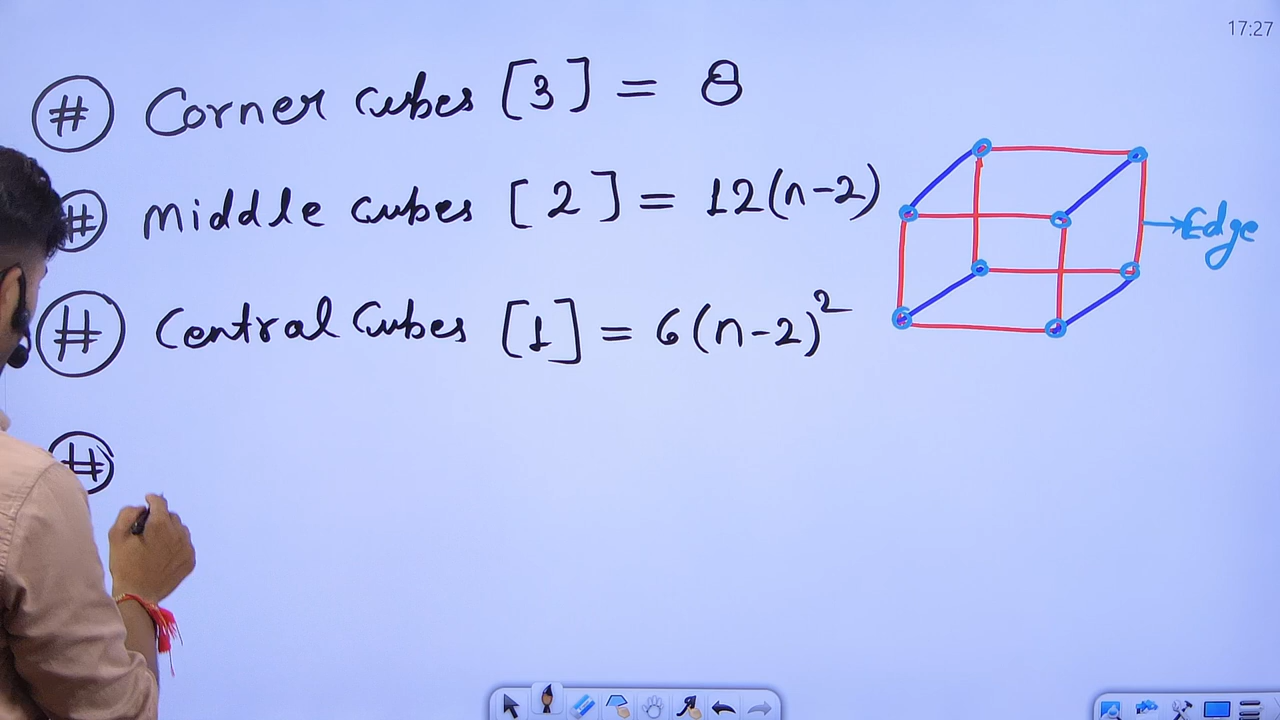 17:27
# Corner cubes [3] = 8
# Middle cubes [2] = 12(n-2)
# Central Cubes [1] = 6(n-2)²
→Edge
#